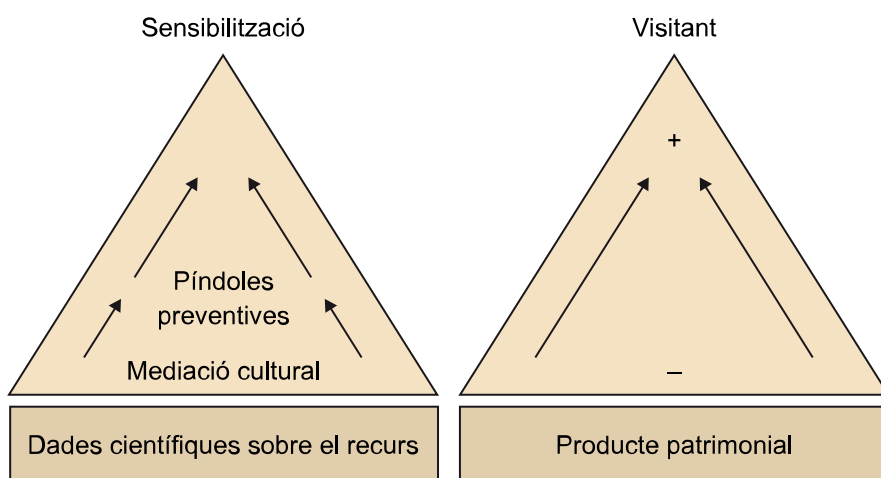 Sensibilització
Píndoles
preventives
Mediació cultural
Dades científiques sobre el recurs
Visitant
+
–
Producte patrimonial